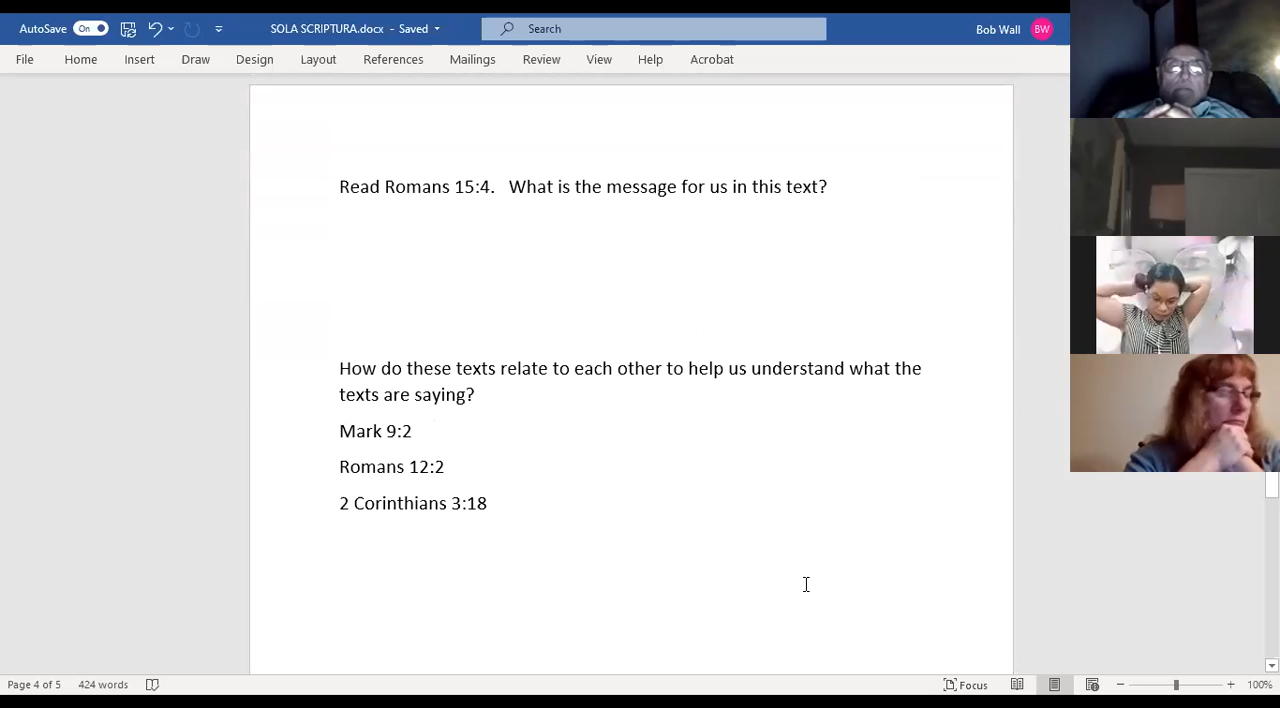 AutoSave On SOLA SCRIPTURA.docx - Saved Search Bob Wall BW
File Home Insert Draw Design Layout References Mailings Review View Help Acrobat
Read Romans 15:4. What is the message for us in this text?
How do these texts relate to each other to help us understand what the
texts are saying?
Mark 9:2
Romans 12:2
2 Corinthians 3:18
Page 4 of 5 424 words Focus 100%